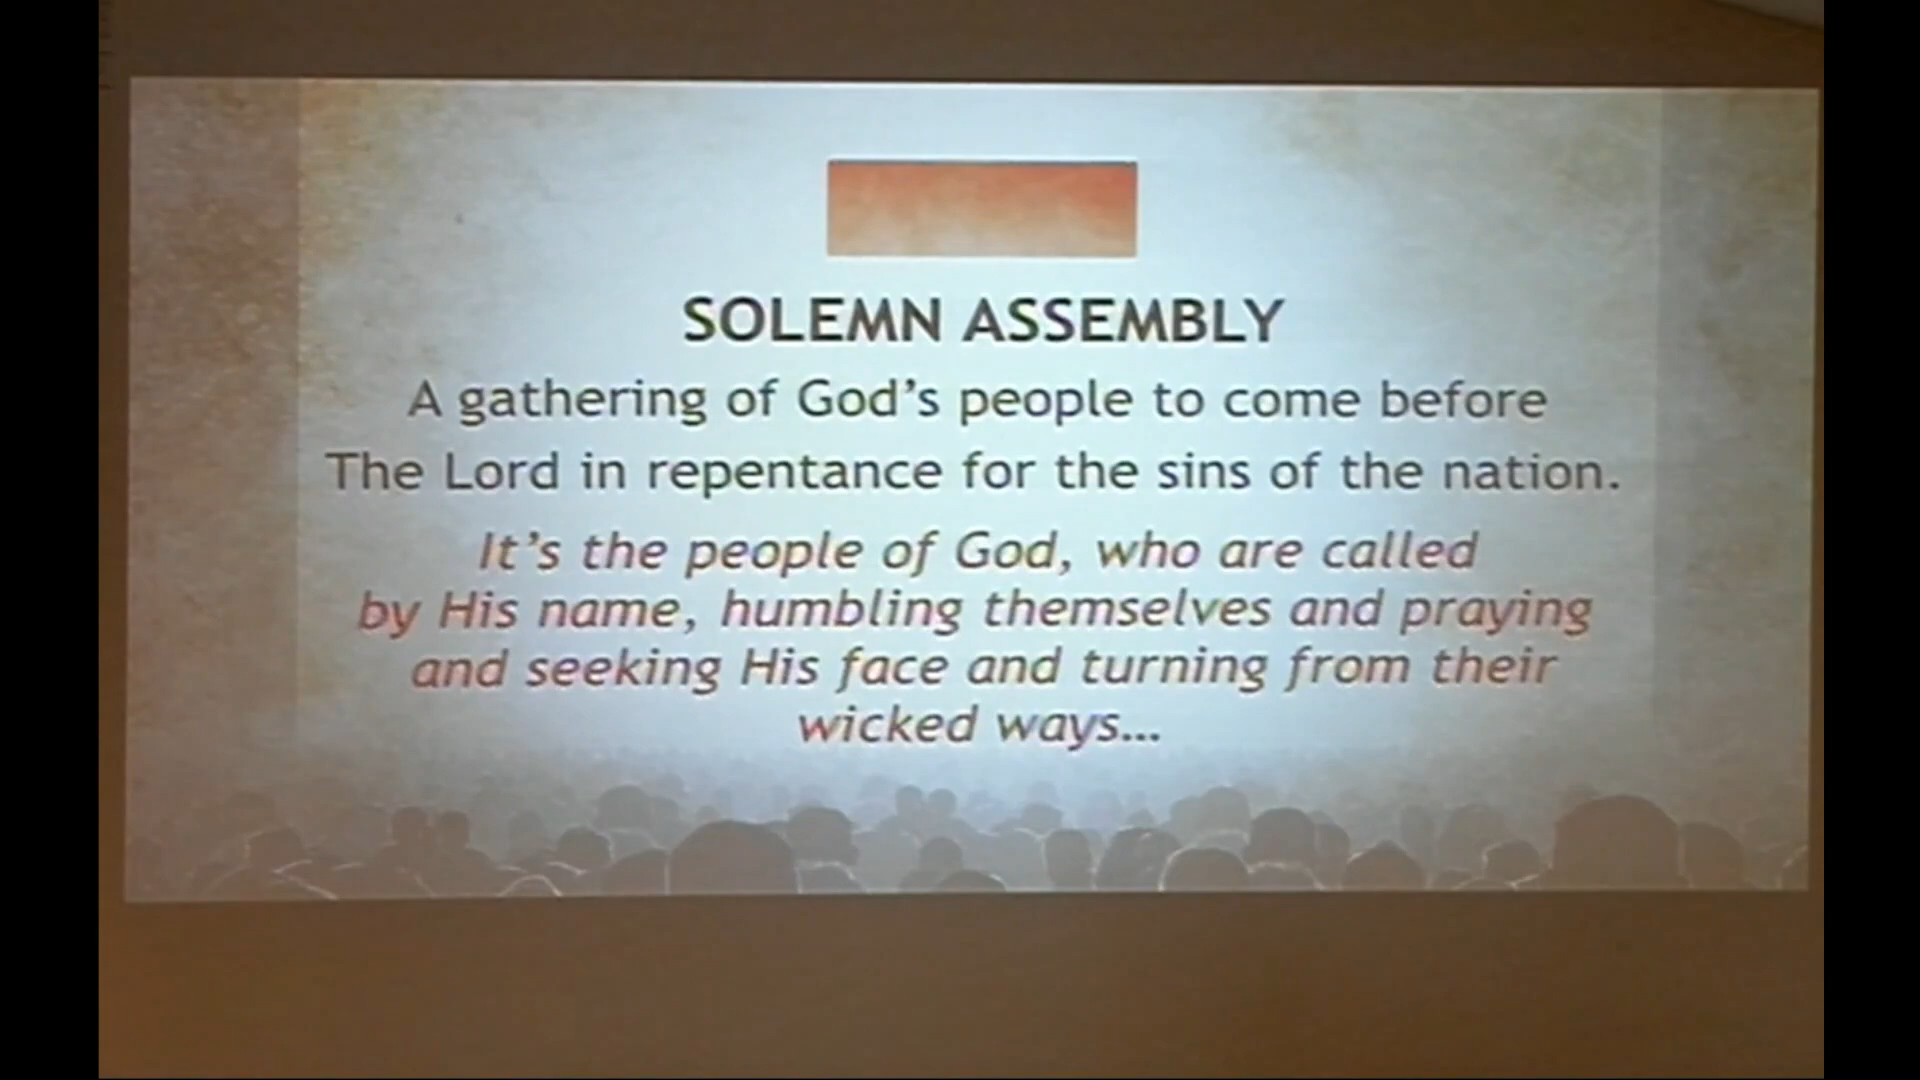 SOLEMN ASSEMBLY
A gathering of God's people to come before
The Lord in repentance for the sins of the nation.
It's the people of God, who are called
by His name, humbling themselves and praying
and seeking His face and turning from their
wicked ways...